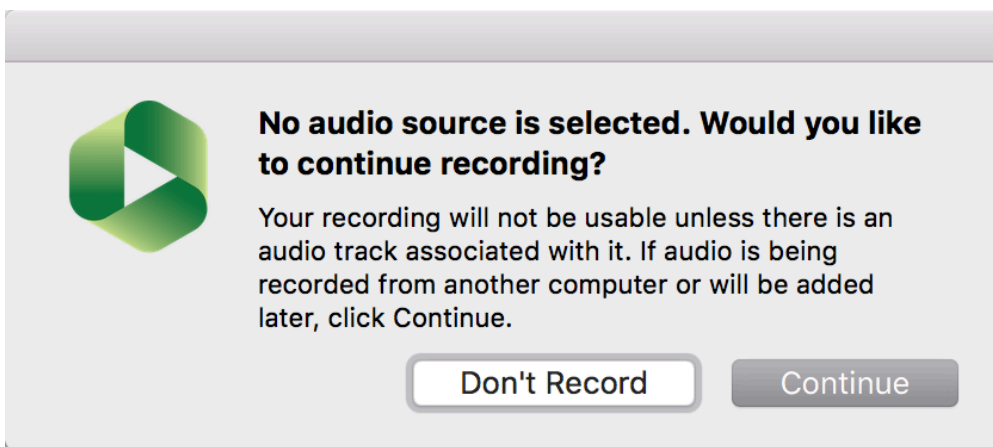 No audio source is selected. Would you like
to continue recording?
Your recording will not be usable unless there is an
audio track associated with it. If audio is being
recorded from another computer or will be added
later, click Continue.
Don't Record
Continue